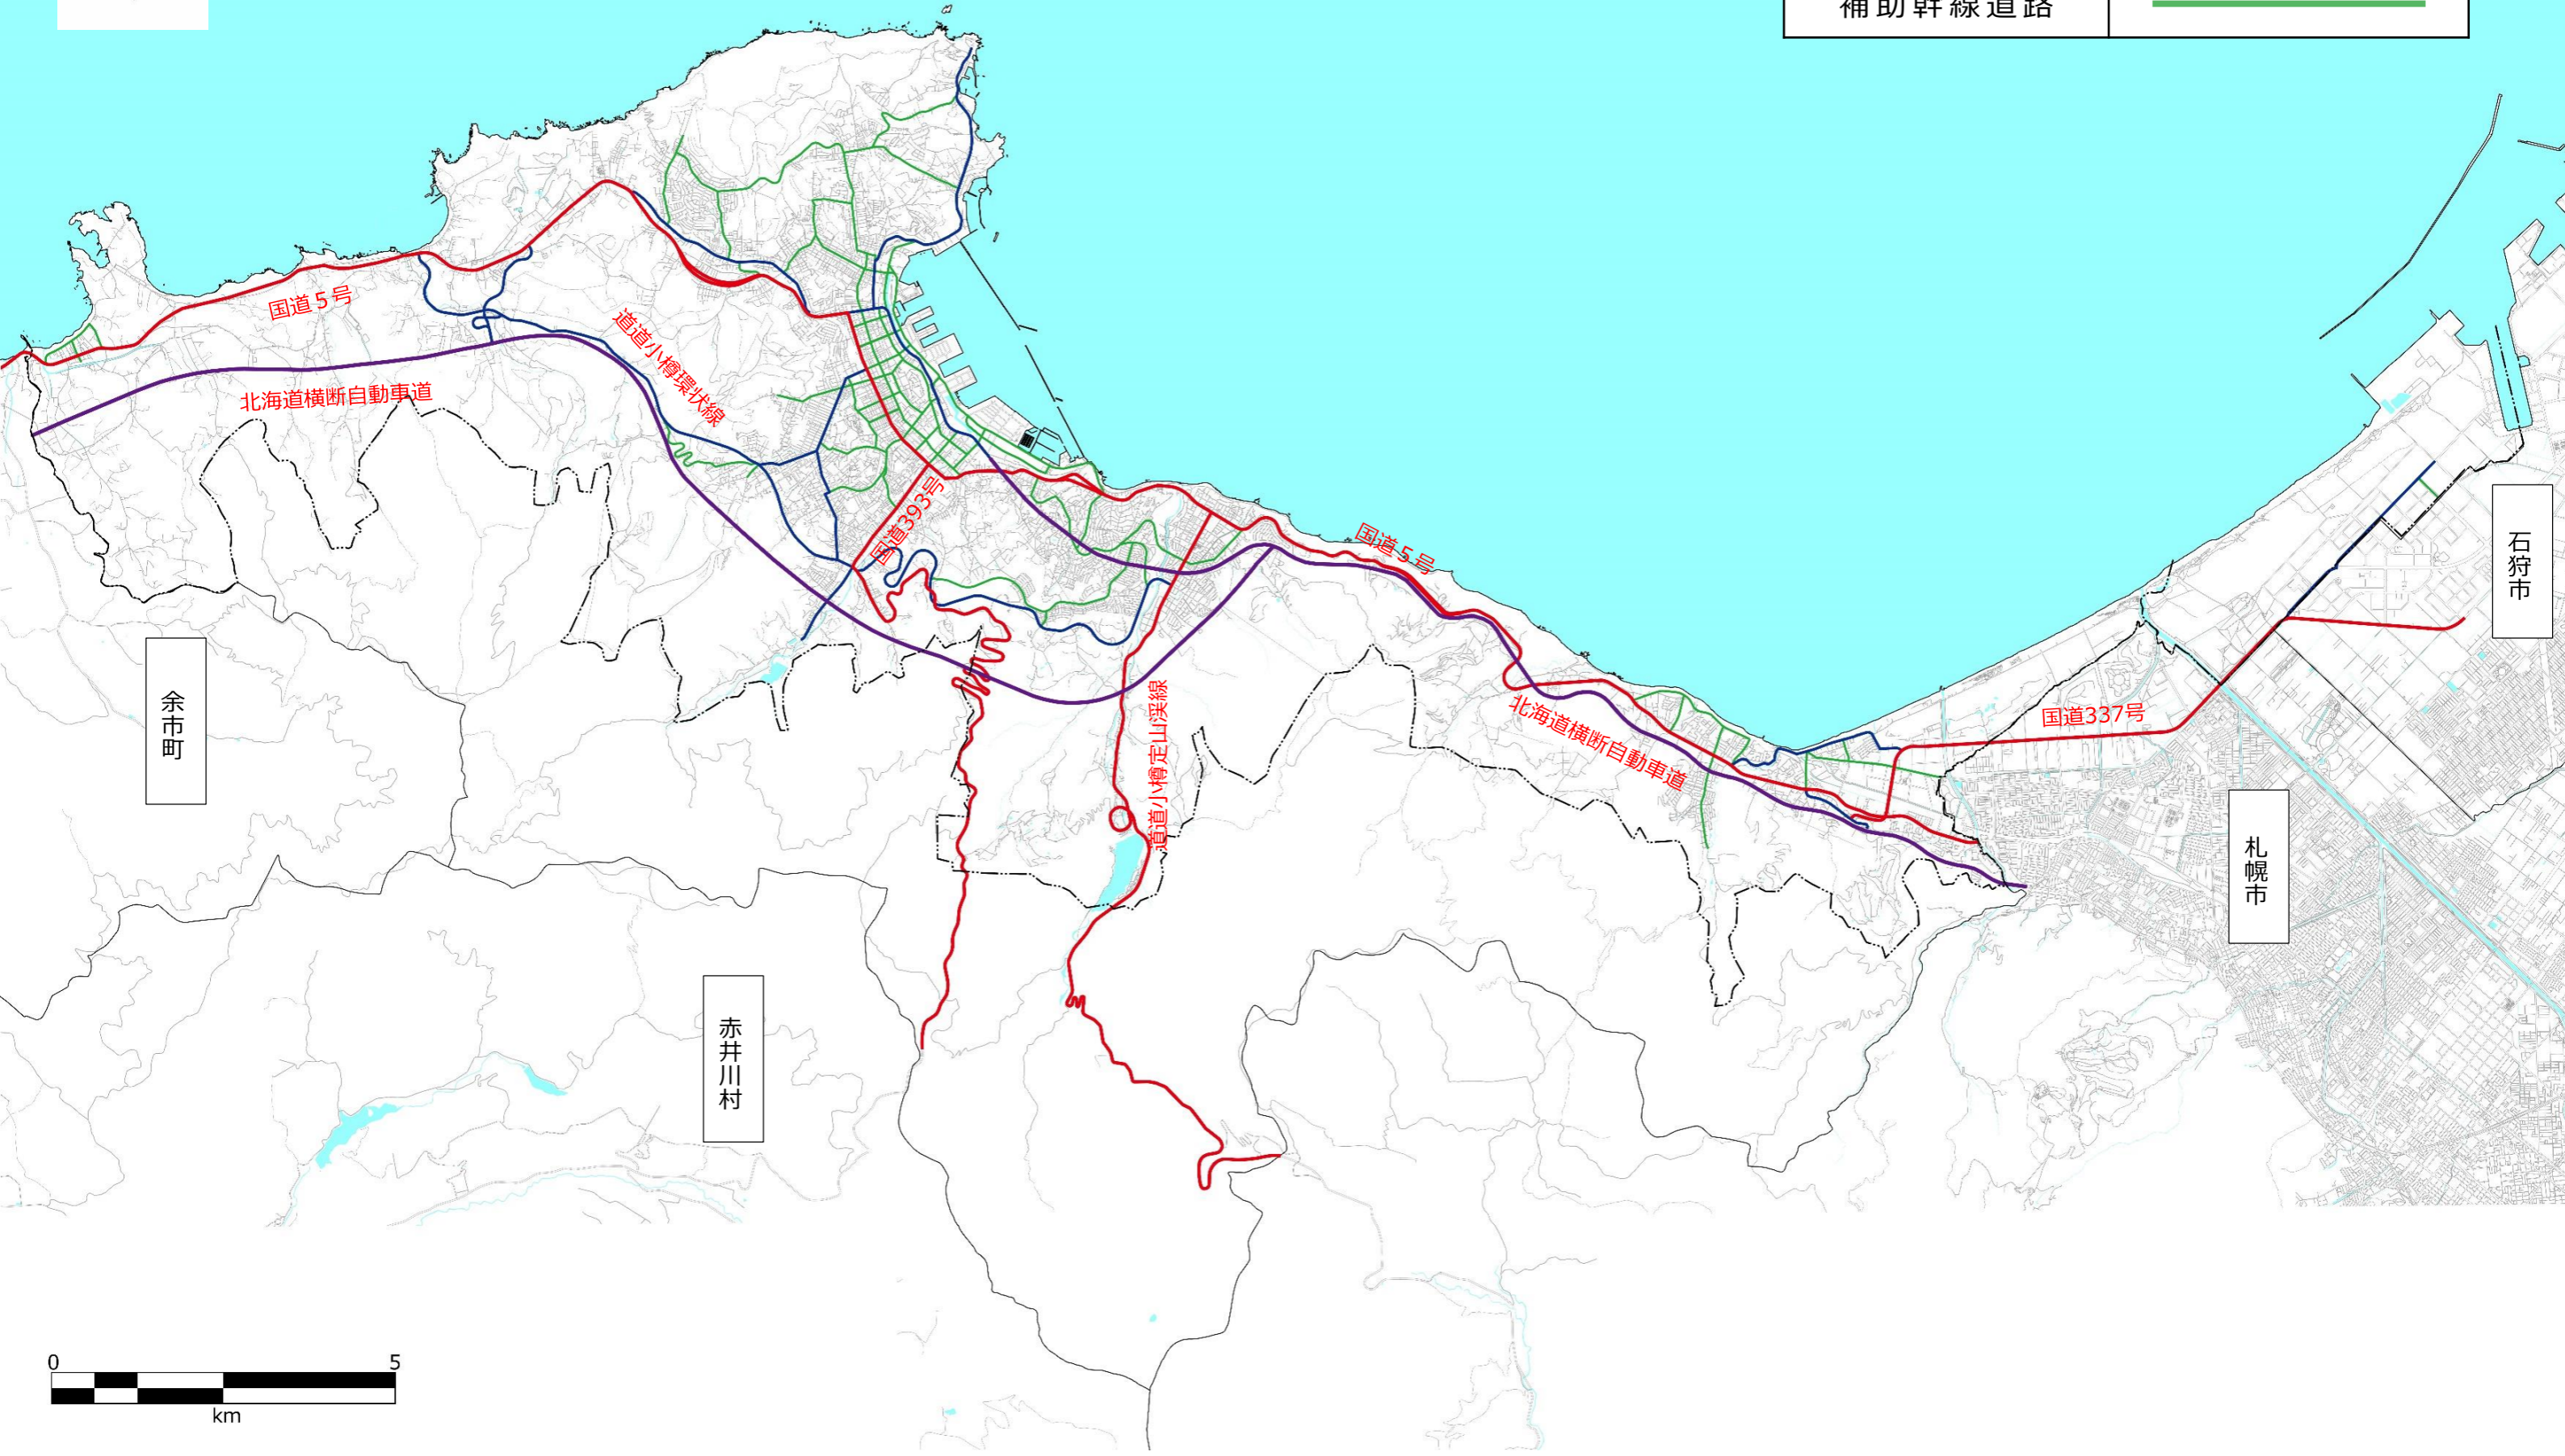 補助幹線道路
国道5号
道道小樽環状線
北海道横断自動車道
国道393号
国道5号
石狩市
余市町
道道小樽定山渓線
北海道横断自動車道
国道337号
札幌市
赤井川村
0 5
km